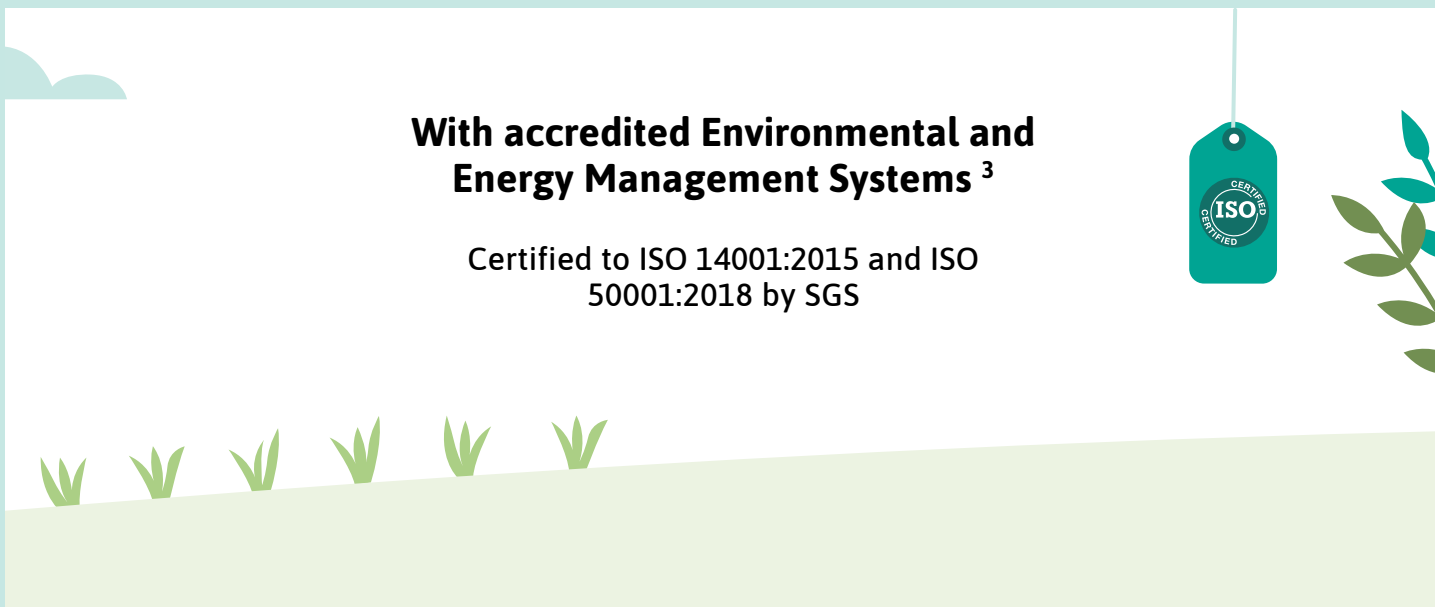 With accredited Environmental and
Energy Management Systems ³
Certified to ISO 14001:2015 and ISO
50001:2018 by SGS
CERTIFIED
ISO
CERTIFIED